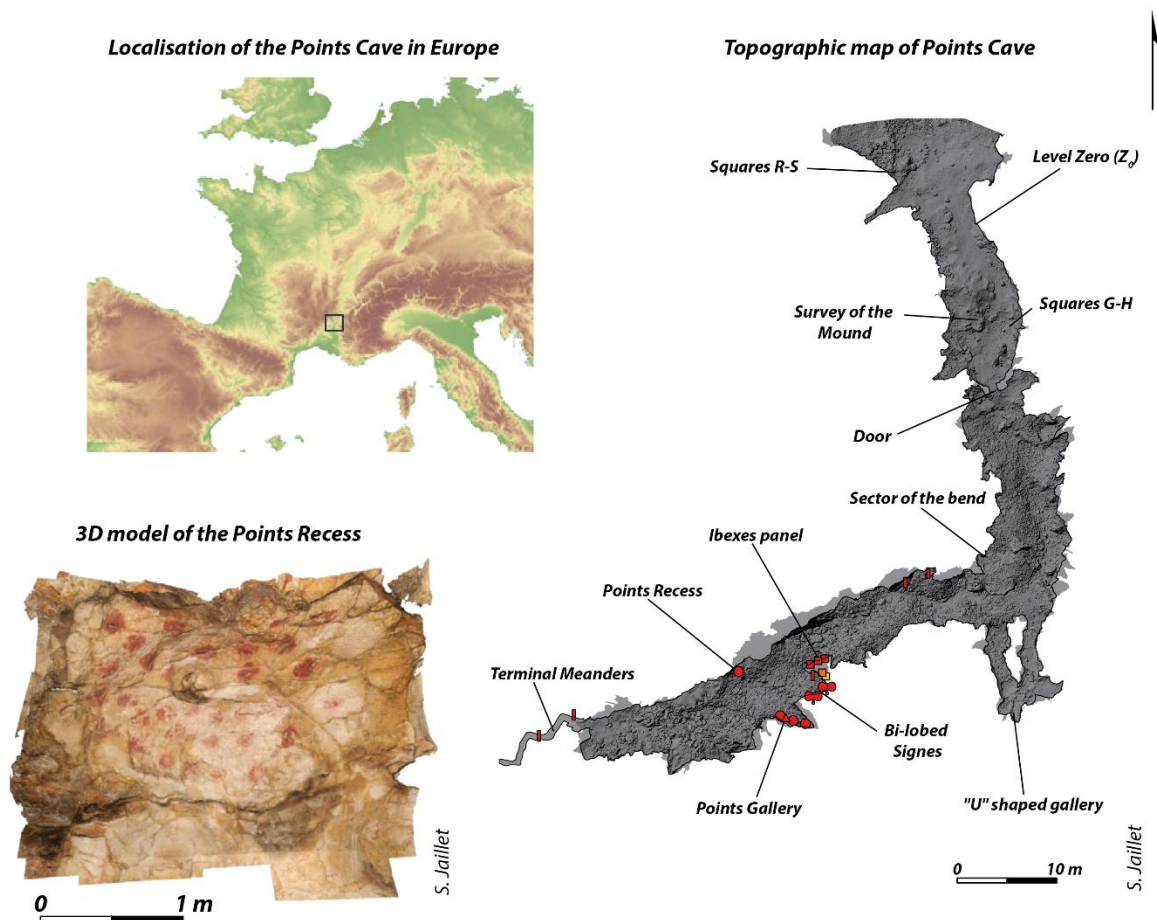 Localisation of the Points Cave in Europe
Topographic map of Points Cave
Squares R-S
Level Zero (Z0)
Survey of the
Mound
Squares G-H
Door
Sector of the bend
Ibexes panel
Points Recess
Terminal Meanders
Bi-lobed
Signes
Points Gallery
"U" shaped gallery
0 10 m
S. Jaillet
3D model of the Points Recess
S. Jaillet
0 1 m